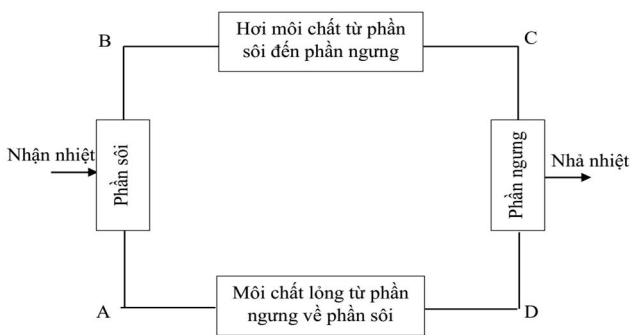 B
Hơi môi chất từ phần
sôi đến phần ngưng
C
Nhận nhiệt
Phần sôi
Phần ngưng
Nhả nhiệt
A
Môi chất lỏng từ phần
ngưng về phần sôi
D